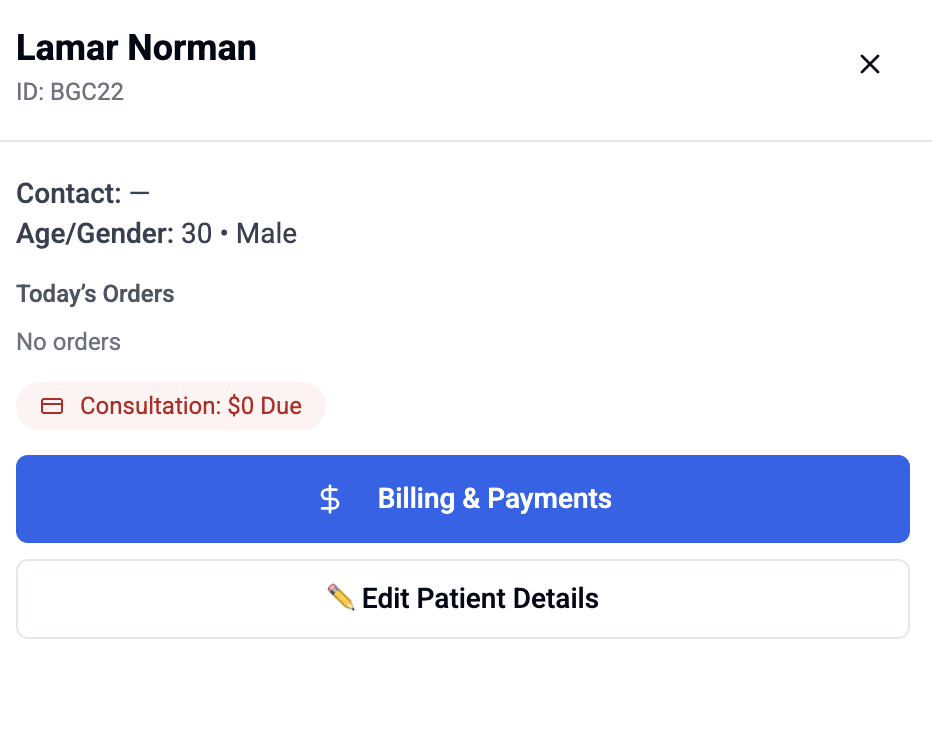 Lamar Norman
ID: BGC22
Contact: —
Age/Gender: 30 • Male
Today’s Orders
No orders
Consultation: $0 Due
$ Billing & Payments
✏️ Edit Patient Details